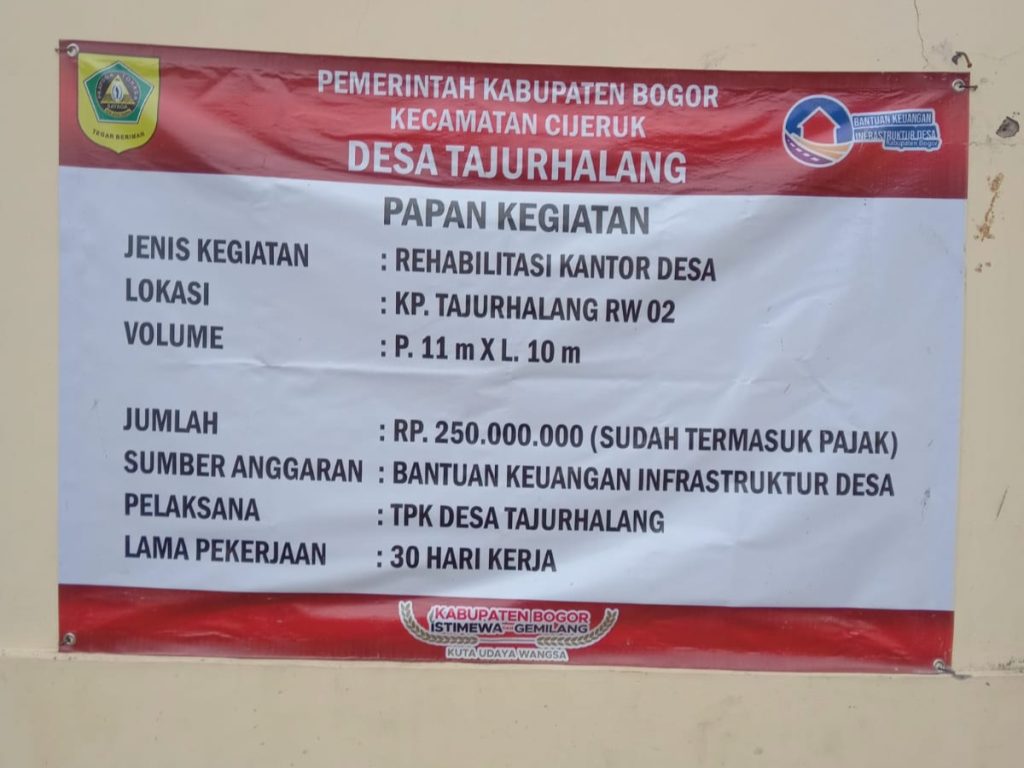 PEMERINTAH KABUPATEN BOGOR
KECAMATAN CIJERUK
DESA TAJURHALANG
TEGAR BERIMAN
BANTUAN KEUANGAN
INFRASTRUKTUR DESA
Kabupaten Bogor
PAPAN KEGIATAN
JENIS KEGIATAN : REHABILITASI KANTOR DESA
LOKASI : KP. TAJURHALANG RW 02
VOLUME : P. 11 m X L. 10 m
JUMLAH : RP. 250.000.000 (SUDAH TERMASUK PAJAK)
SUMBER ANGGARAN : BANTUAN KEUANGAN INFRASTRUKTUR DESA
PELAKSANA : TPK DESA TAJURHALANG
LAMA PEKERJAAN : 30 HARI KERJA
KABUPATEN BOGOR
ISTIMEWA GEMILANG
KUTA UDAYA WANGSA